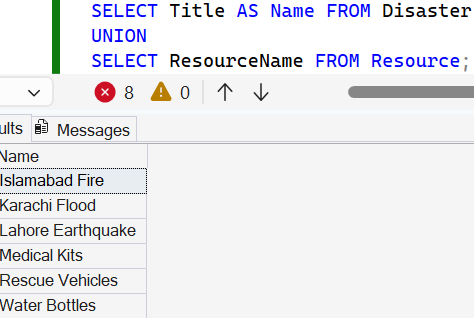 SELECT Title AS Name FROM Disaster
UNION
SELECT ResourceName FROM Resource;
8 0
ults Messages
Name
Islamabad Fire
Karachi Flood
Lahore Earthquake
Medical Kits
Rescue Vehicles
Water Bottles